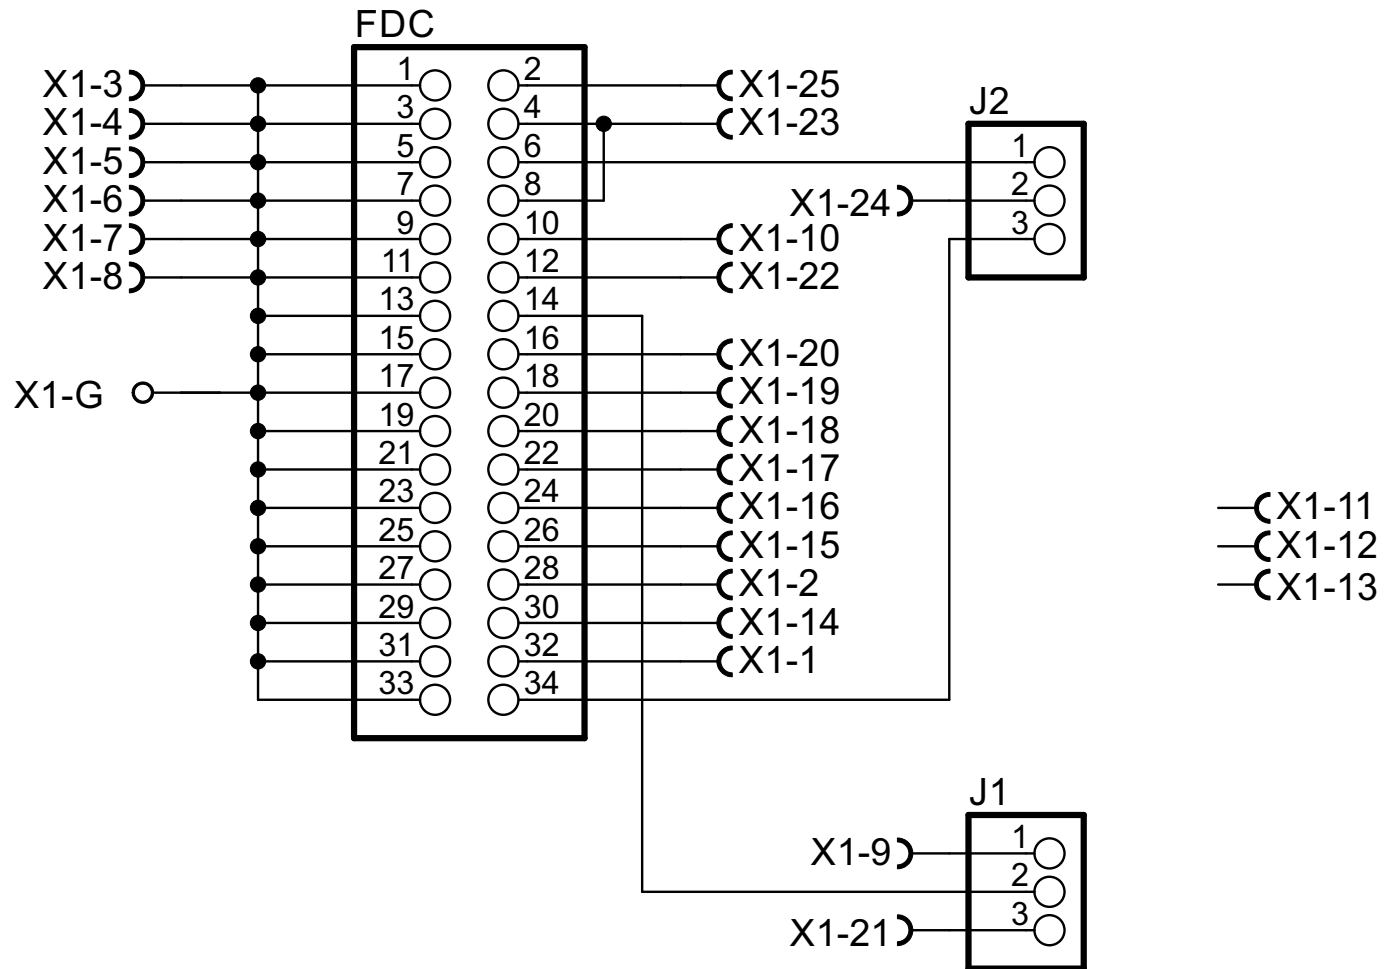 FDC
X1-3 1 2 X1-25
J2
X1-4 3 4 X1-23
X1-5 5 6 1
X1-6 7 8 X1-24 2
X1-7 9 10 X1-10 3
X1-8 11 12 X1-22
13 14
15 16 X1-20
X1-G 17 18 X1-19
19 20 X1-18
21 22 X1-17
23 24 X1-16 X1-11
25 26 X1-15 X1-12
27 28 X1-2 X1-13
29 30 X1-14
31 32 X1-1
33 34
J1
X1-9 1
2
X1-21 3